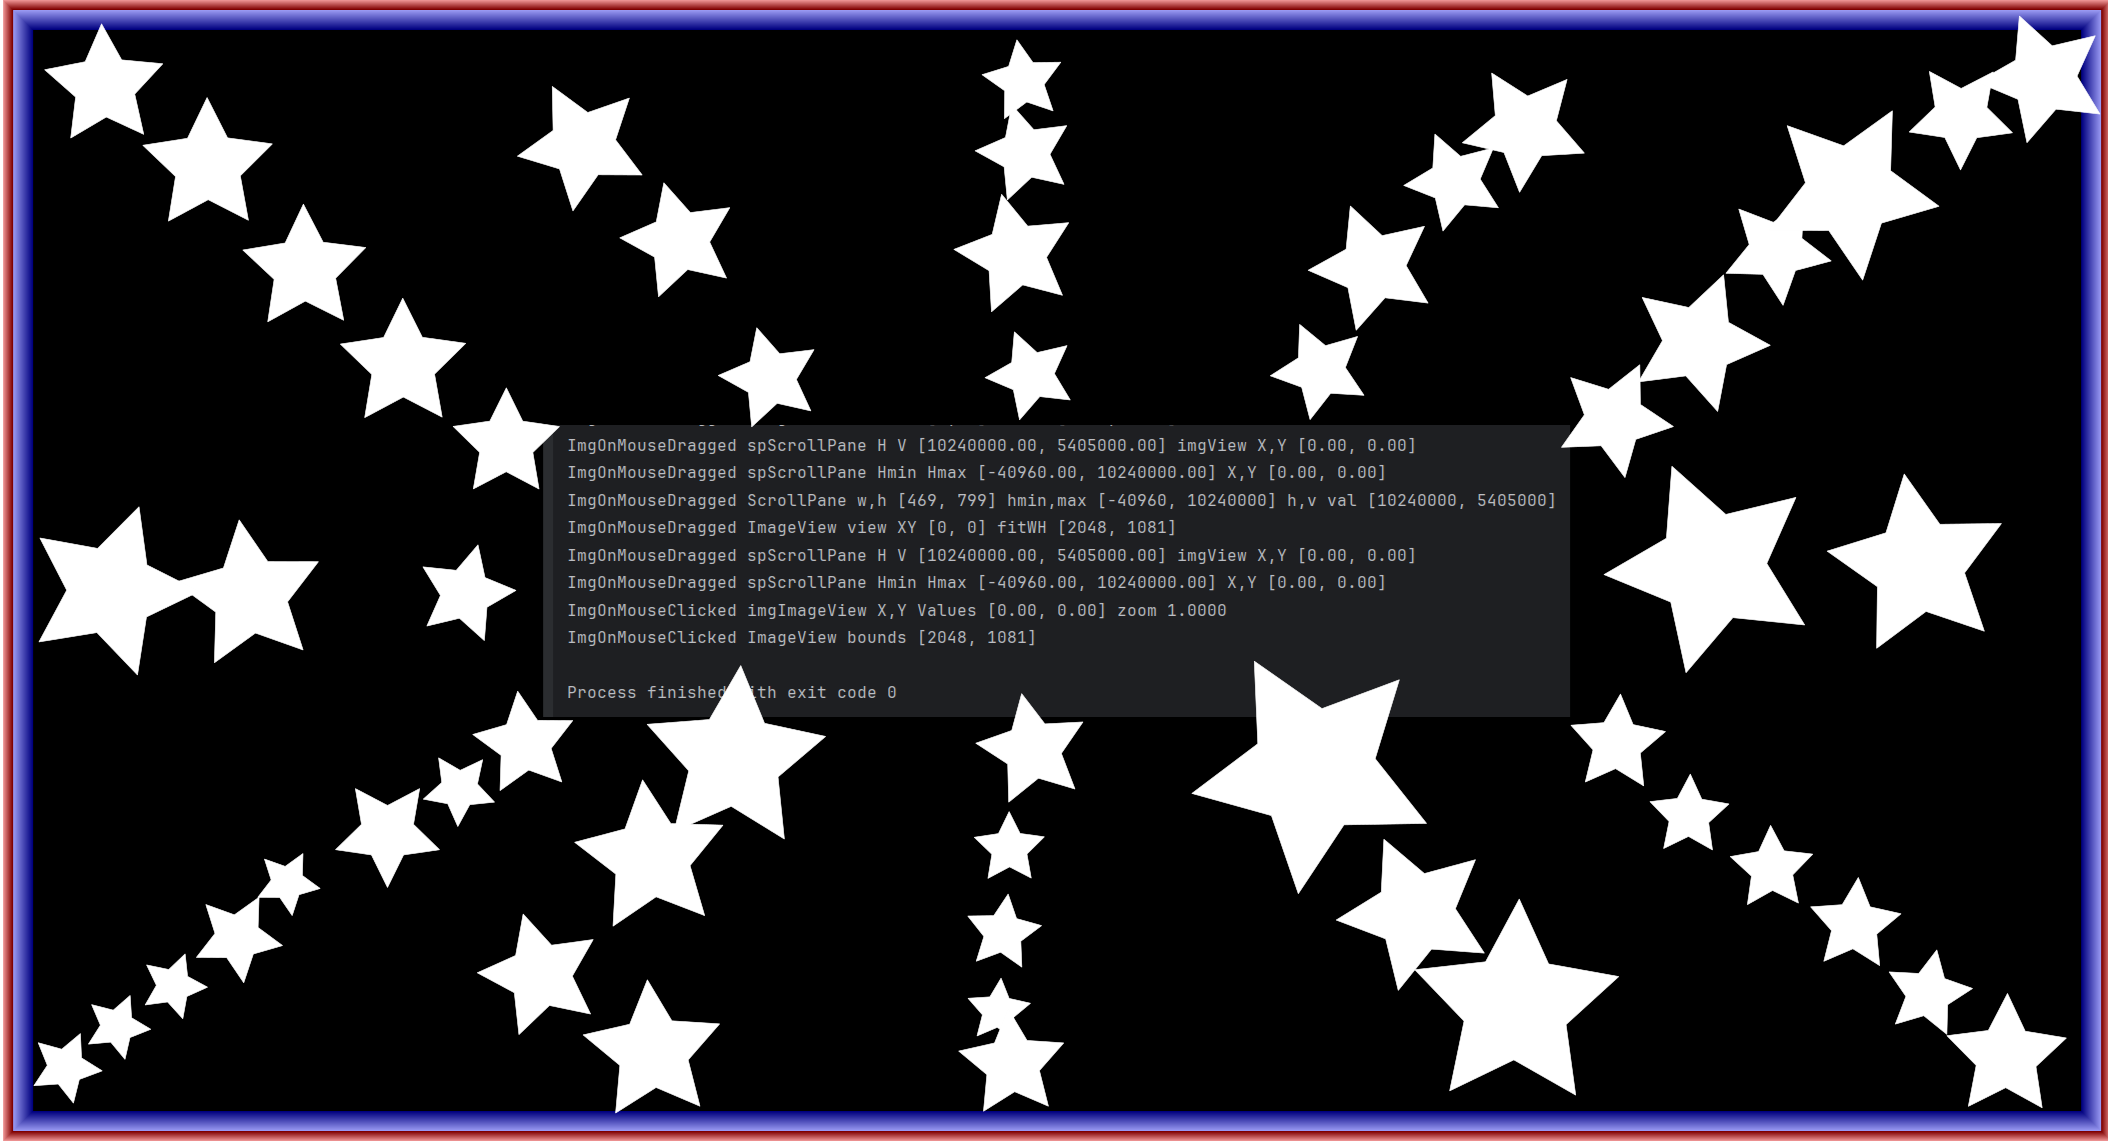 ImgOnMouseDragged spScrollPane H V [10240000.00, 5405000.00] imgView X,Y [0.00, 0.00]
ImgOnMouseDragged spScrollPane Hmin Hmax [-40960.00, 10240000.00] X,Y [0.00, 0.00]
ImgOnMouseDragged ScrollPane w,h [469, 799] hmin,max [-40960, 10240000] h,v val [10240000, 5405000]
ImgOnMouseDragged ImageView view XY [0, 0] fitWH [2048, 1081]
ImgOnMouseDragged spScrollPane H V [10240000.00, 5405000.00] imgView X,Y [0.00, 0.00]
ImgOnMouseDragged spScrollPane Hmin Hmax [-40960.00, 10240000.00] X,Y [0.00, 0.00]
ImgOnMouseClicked imgImageView X,Y Values [0.00, 0.00] zoom 1.0000
ImgOnMouseClicked ImageView bounds [2048, 1081]
Process finished with exit code 0